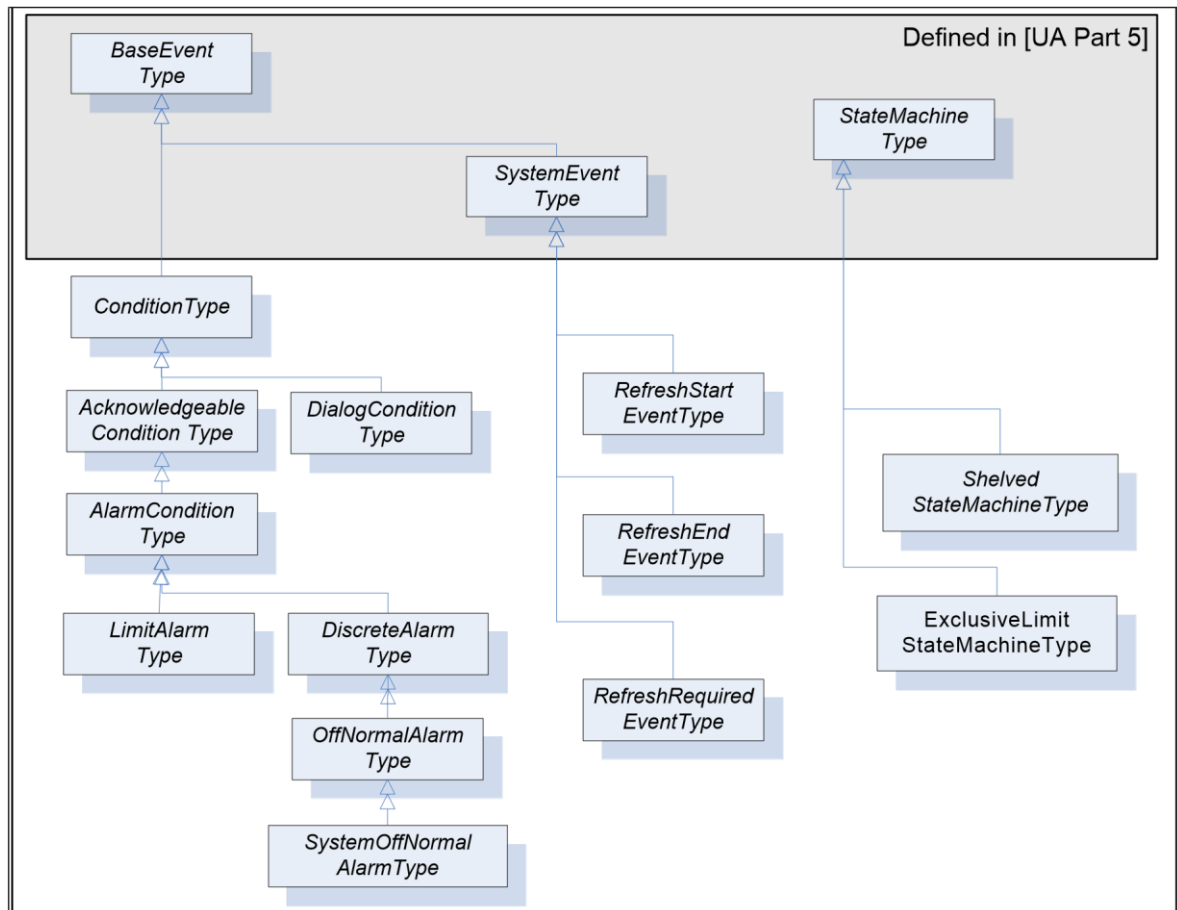 Defined in [UA Part 5]
BaseEvent
Type
StateMachine
Type
SystemEvent
Type
ConditionType
Acknowledgeable
Condition Type
DialogCondition
Type
RefreshStart
EventType
Shelved
StateMachineType
AlarmCondition
Type
RefreshEnd
EventType
LimitAlarm
Type
DiscreteAlarm
Type
ExclusiveLimit
StateMachineType
RefreshRequired
EventType
OffNormalAlarm
Type
SystemOffNormal
AlarmType